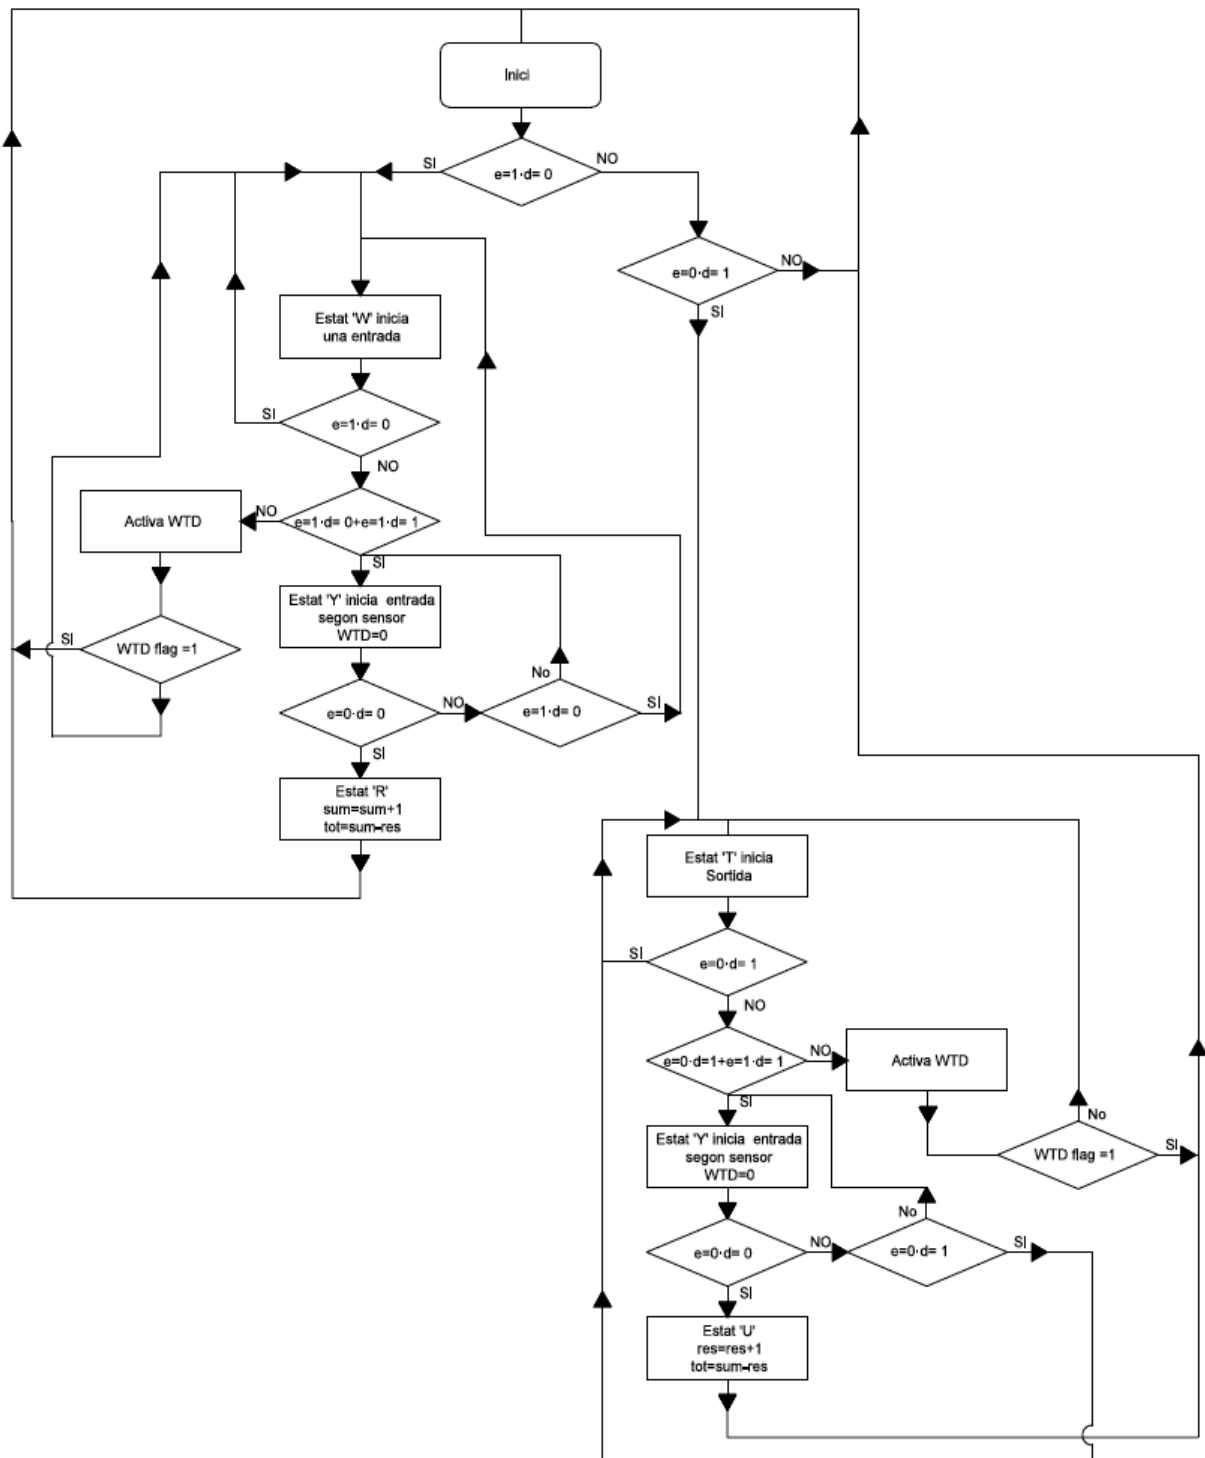 Inici
e=1·d= 0
SI
NO
e=0·d= 1
NO
SI
Estat 'W' inicia
una entrada
e=1·d= 0
SI
NO
e=1·d= 0+e=1·d= 1
NO
SI
Activa WTD
WTD flag =1
SI
Estat 'Y' inicia entrada
segon sensor
WTD=0
e=0·d= 0
NO
SI
e=1·d= 0
No
SI
Estat 'R'
sum=sum+1
tot=sum-res
Estat 'T' inicia
Sortida
e=0·d= 1
SI
NO
e=0·d=1+e=1·d= 1
NO
SI
Activa WTD
WTD flag =1
No
SI
Estat 'Y' inicia entrada
segon sensor
WTD=0
e=0·d= 0
NO
SI
e=0·d= 1
No
SI
Estat 'U'
res=res+1
tot=sum-res